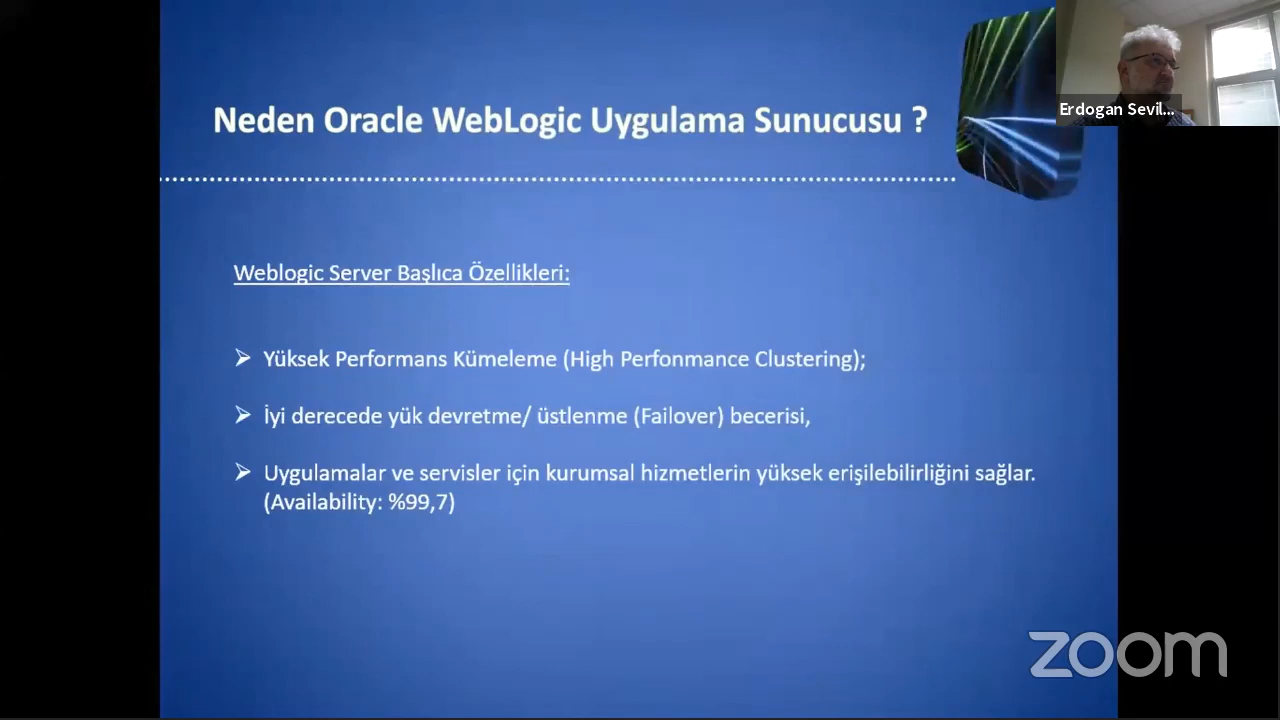 Neden Oracle WebLogic Uygulama Sunucusu ?
Erdogan Sevil...
Weblogic Server Başlıca Özellikleri:
Yüksek Performans Kümeleme (High Perfonmance Clustering);
İyi derecede yük devretme/ üstlenme (Failover) becerisi,
Uygulamalar ve servisler için kurumsal hizmetlerin yüksek erişilebilirliğini sağlar.
(Availability: %99,7)
zoom